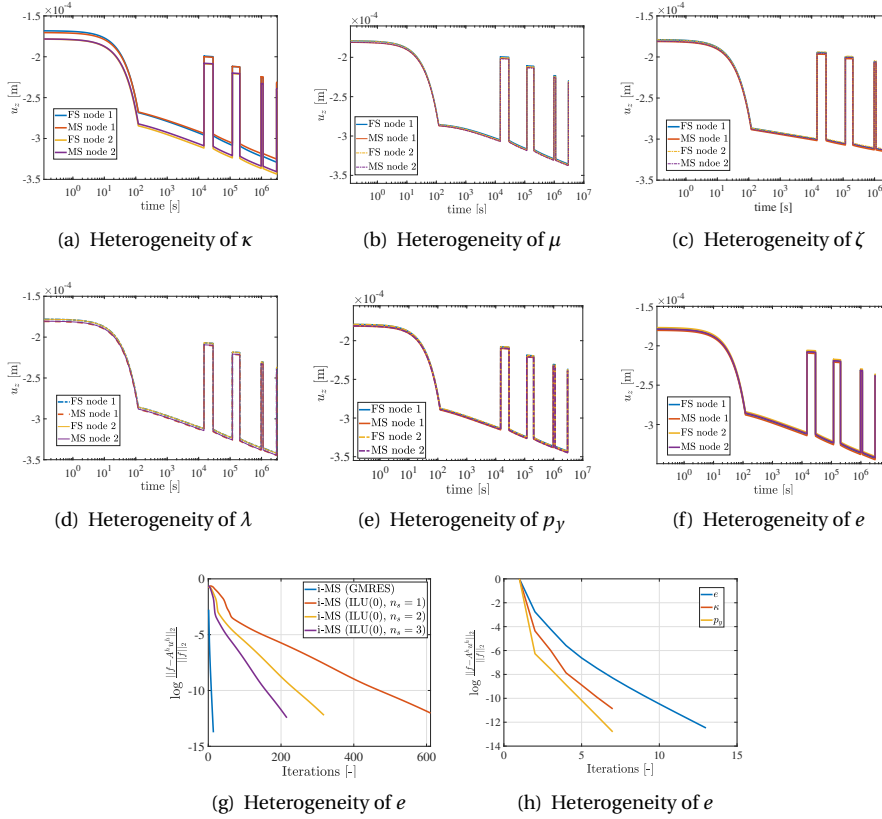 ×10⁻⁴
-2
-2.5
-3
-3.5
u_z [m]
FS node 1
MS node 1
FS node 2
MS node 2
10⁰ 10¹ 10² 10³ 10⁴ 10⁵ 10⁶
time [s]
(a) Heterogeneity of κ
×10⁻⁴
-2
-2.5
-3
-3.5
u_z [m]
FS node 1
MS node 1
FS node 2
MS node 2
10⁰ 10¹ 10² 10³ 10⁴ 10⁵ 10⁶ 10⁷
time [s]
(b) Heterogeneity of μ
-1.5 ×10⁻⁴
-2
-2.5
-3
-3.5
u_z [m]
FS node 1
MS node 1
FS node 2
MS ndoe 2
10⁰ 10¹ 10² 10³ 10⁴ 10⁵ 10⁶
time [s]
(c) Heterogeneity of ζ
-1.5 ×10⁻⁴
-2
-2.5
-3
-3.5
u_z [m]
FS node 1
MS node 1
FS node 2
MS node 2
10⁰ 10¹ 10² 10³ 10⁴ 10⁵ 10⁶
time [s]
(d) Heterogeneity of λ
×10⁻⁴
-2
-2.5
-3
-3.5
u_z [m]
FS node 1
MS node 1
FS node 2
MS node 2
10⁰ 10¹ 10² 10³ 10⁴ 10⁵ 10⁶ 10⁷
time [s]
(e) Heterogeneity of p_y
-1.5 ×10⁻⁴
-2
-2.5
-3
u_z [m]
FS node 1
MS node 1
FS node 2
MS node 2
10⁰ 10¹ 10² 10³ 10⁴ 10⁵ 10⁶
time [s]
(f) Heterogeneity of e
0
-5
-10
-15
log ||f−Aʰuʰ||₂ / ||f||₂
i-MS (GMRES)
i-MS (ILU(0), n_s = 1)
i-MS (ILU(0), n_s = 2)
i-MS (ILU(0), n_s = 3)
0 200 400 600
Iterations [-]
(g) Heterogeneity of e
0
-2
-4
-6
-8
-10
-12
-14
log ||f−Aʰuʰ||₂ / ||f||₂
e
κ
p_y
0 5 10 15
Iterations [-]
(h) Heterogeneity of e